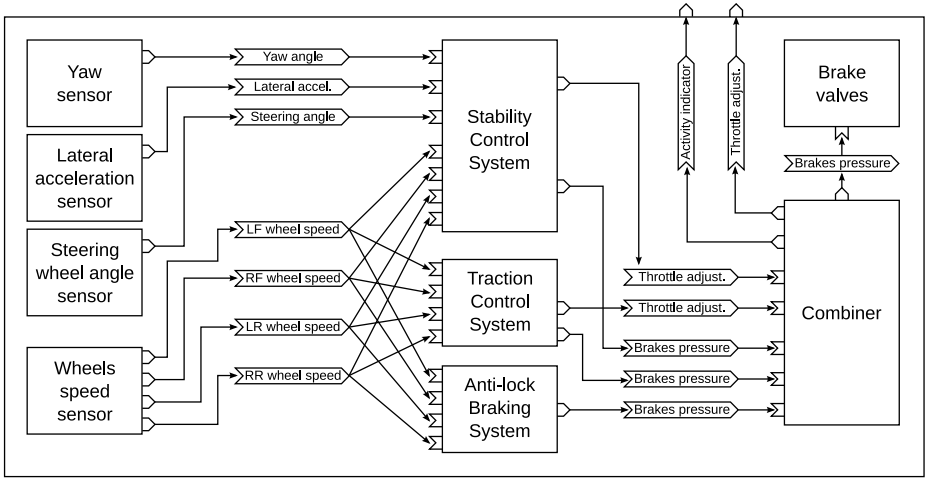 Yaw
sensor
Lateral
acceleration
sensor
Steering
wheel angle
sensor
Wheels
speed
sensor
Yaw angle
Lateral accel.
Steering angle
LF wheel speed
RF wheel speed
LR wheel speed
RR wheel speed
Stability
Control
System
Traction
Control
System
Anti-lock
Braking
System
Throttle adjust.
Throttle adjust.
Brakes pressure
Brakes pressure
Brakes pressure
Activity indicator
Throttle adjust.
Brake
valves
Brakes pressure
Combiner